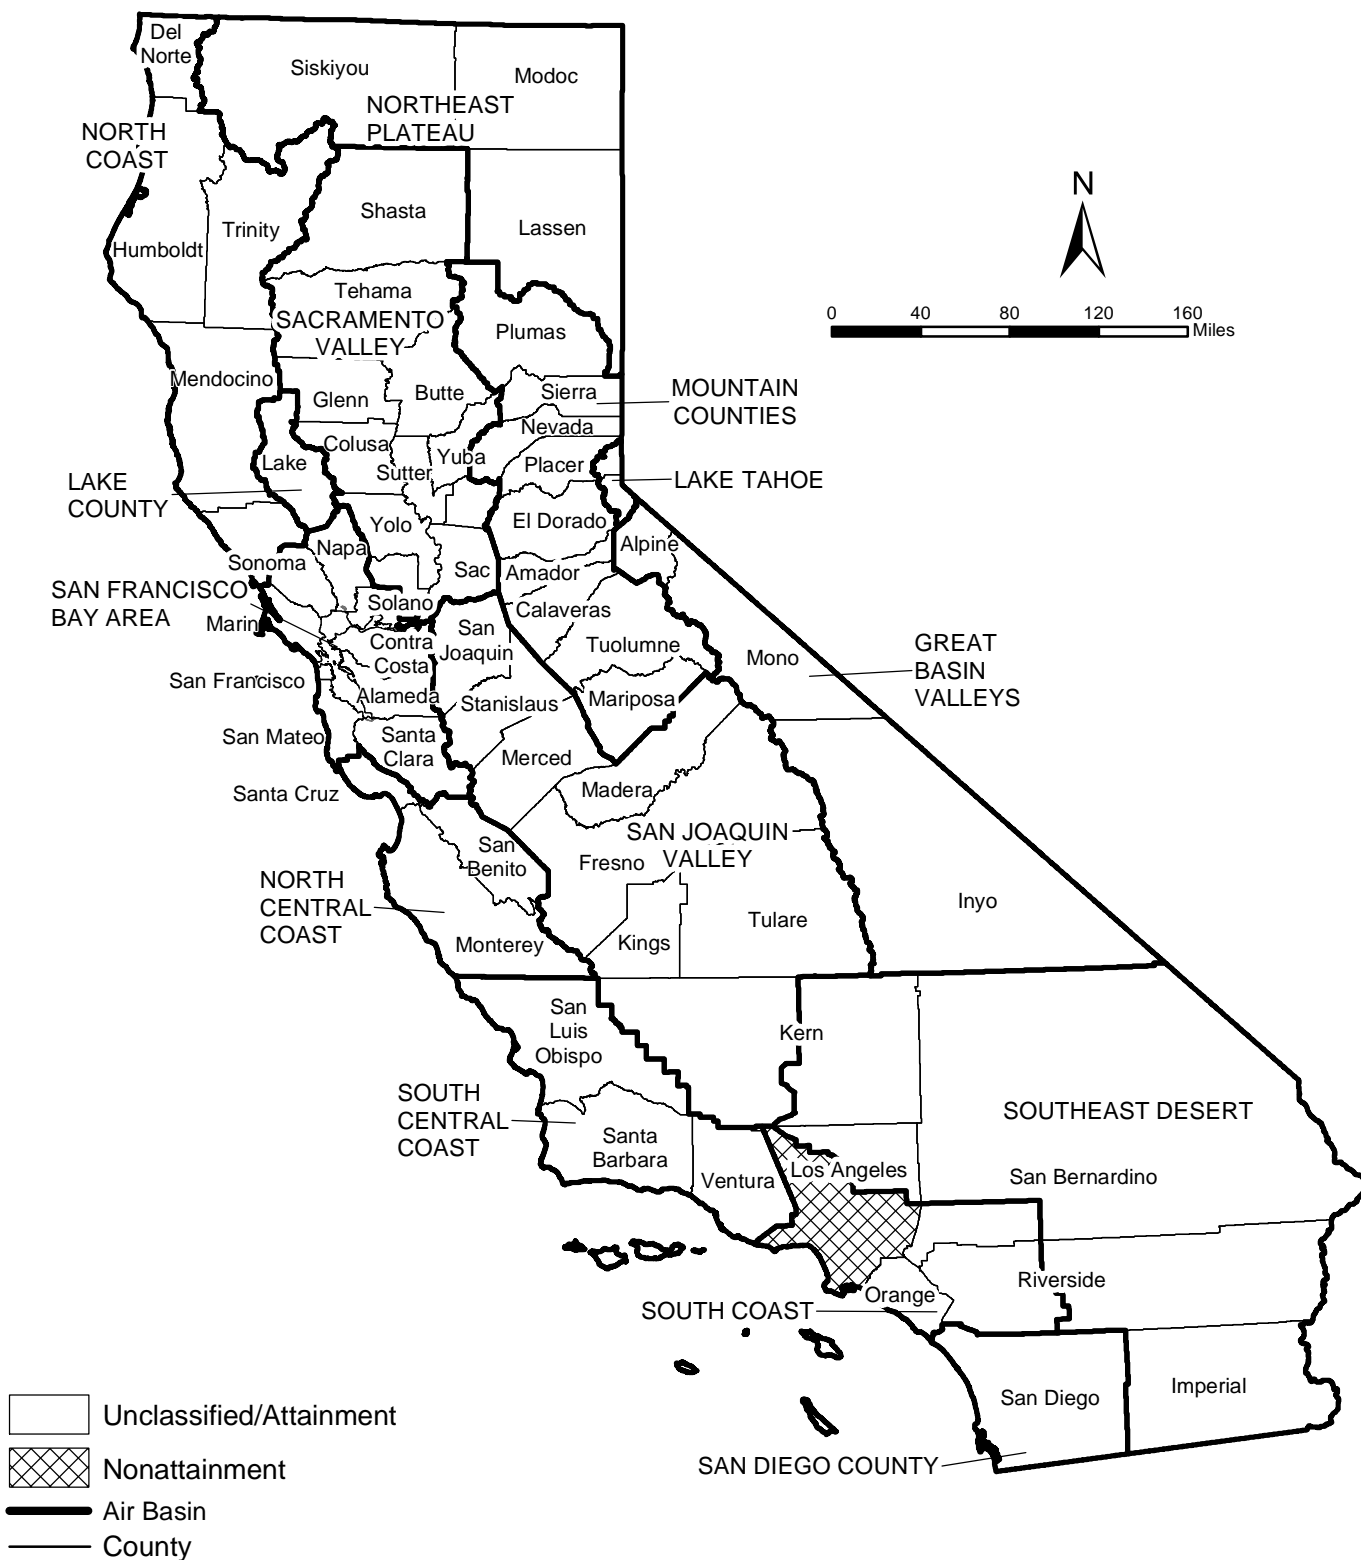 Del
Norte
Siskiyou
Modoc
NORTHEAST
PLATEAU
NORTH
COAST
N
Shasta
Trinity
Lassen
Humboldt
Tehama
0 40 80 120 160
Miles
SACRAMENTO
VALLEY
Plumas
Mendocino
Glenn
Butte
Sierra
MOUNTAIN
COUNTIES
Nevada
Colusa
Yuba
Lake
Sutter
Placer
LAKE TAHOE
LAKE
COUNTY
Yolo
El Dorado
Napa
Alpine
Sonoma
Sac
Amador
SAN FRANCISCO
BAY AREA
Solano
Calaveras
Marin
San
Joaquin
Contra
Costa
Tuolumne
Mono
GREAT
BASIN
VALLEYS
San Francisco
Alameda
Stanislaus
Mariposa
San Mateo
Santa
Clara
Merced
Santa Cruz
Madera
SAN JOAQUIN
VALLEY
San
Benito
Fresno
NORTH
CENTRAL
COAST
Inyo
Tulare
Monterey
Kings
San
Luis
Obispo
Kern
SOUTH
CENTRAL
COAST
SOUTHEAST DESERT
Santa
Barbara
Ventura
Los Angeles
San Bernardino
Riverside
Orange
SOUTH COAST
San Diego
Imperial
SAN DIEGO COUNTY
Unclassified/Attainment
Nonattainment
Air Basin
County